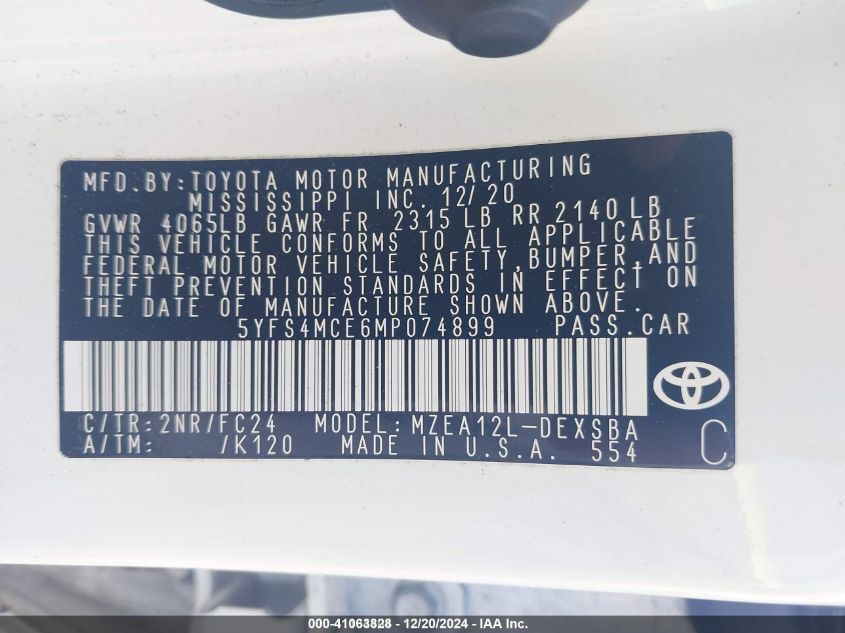 MFD.BY:TOYOTA MOTOR MANUFACTURING
MISSISSIPPI INC. 12/20
GVWR 4065LB GAWR FR 2315 LB RR 2140 LB
THIS VEHICLE CONFORMS TO ALL APPLICABLE
FEDERAL MOTOR VEHICLE SAFETY,BUMPER,AND
THEFT PREVENTION STANDARDS IN EFFECT ON
THE DATE OF MANUFACTURE SHOWN ABOVE.
5YFS4MCE6MP074899 PASS.CAR
C/TR:2NR/FC24 MODEL:MZEA12L-DEXSBA
A/TM: /K120 MADE IN U.S.A. 554 C
000-41063828 - 12/20/2024 - IAA Inc.